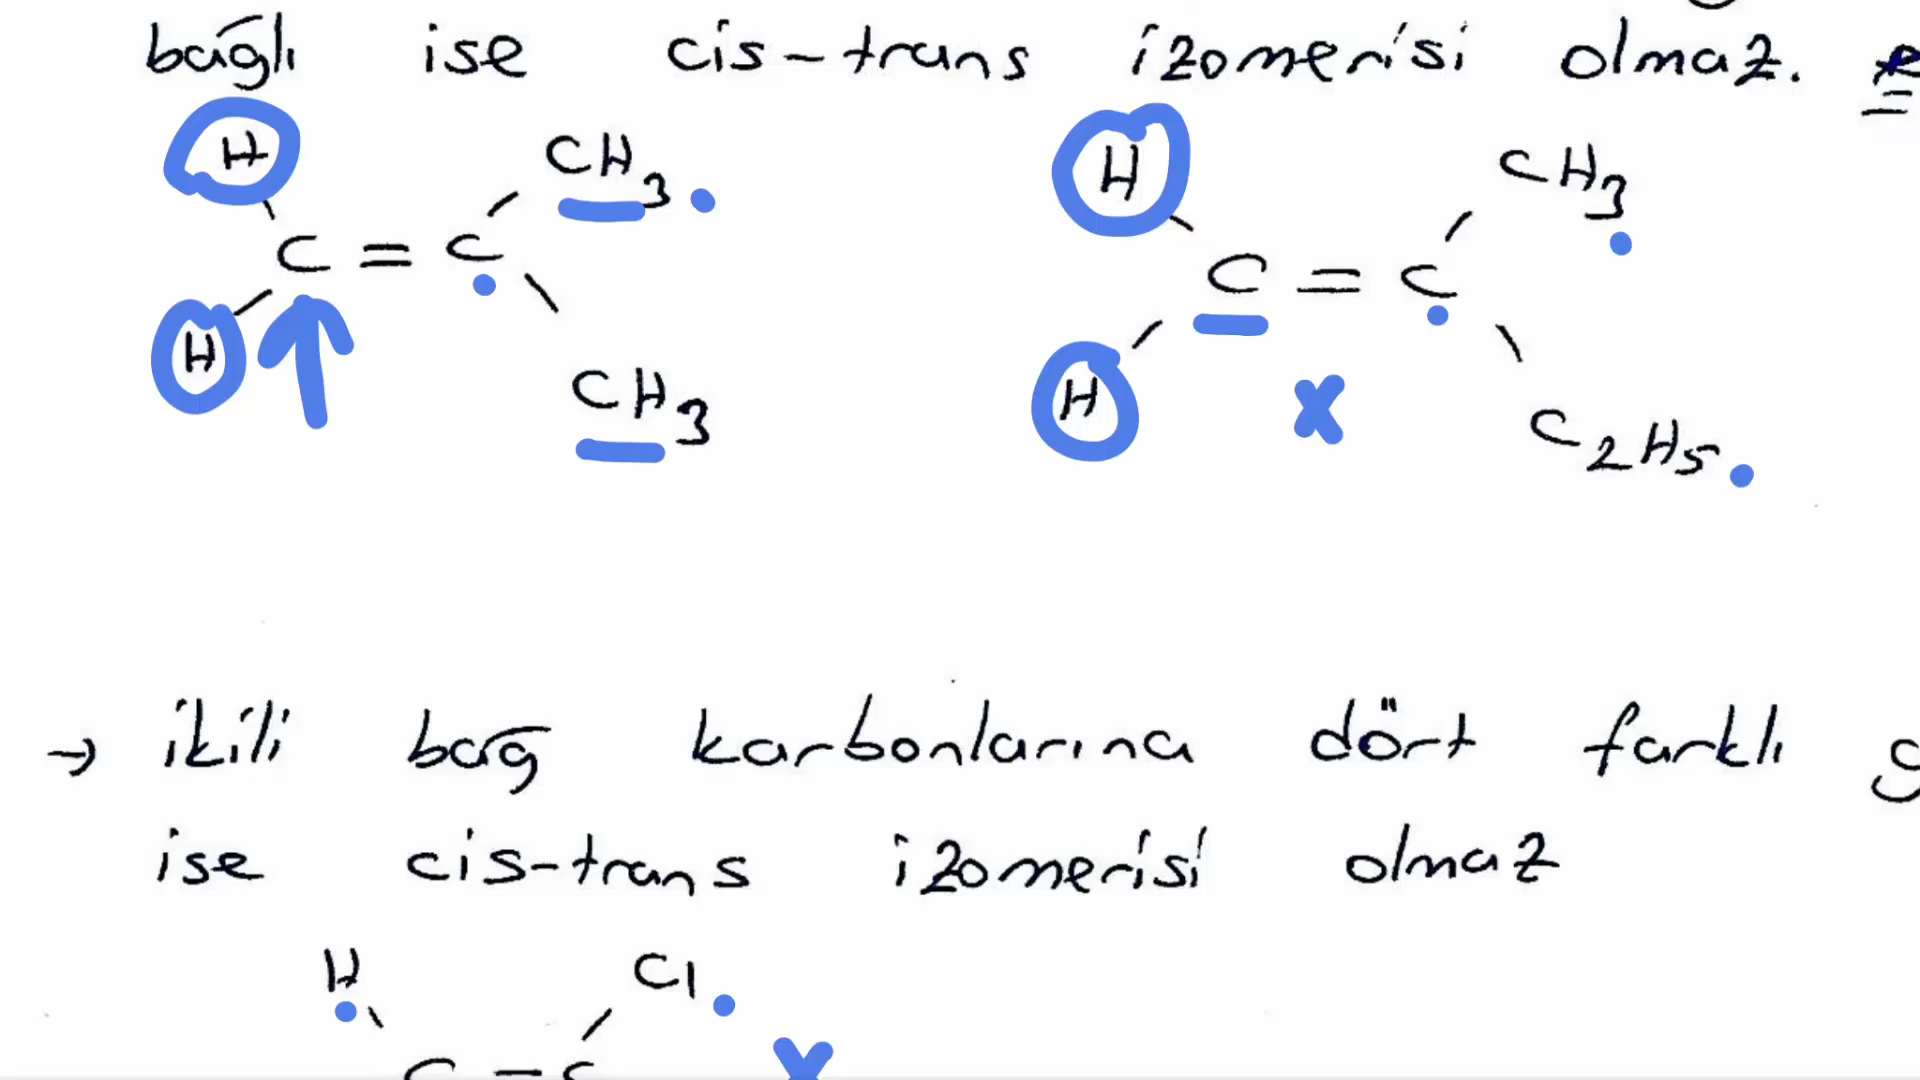 bağlı ise cis-trans izomerisi olmaz.
H CH3 H CH3
C = C C = C
H CH3 H C2H5
→ ikili bağ karbonlarına dört farklı
ise cis-trans izomerisi olmaz
H Cl
C = C